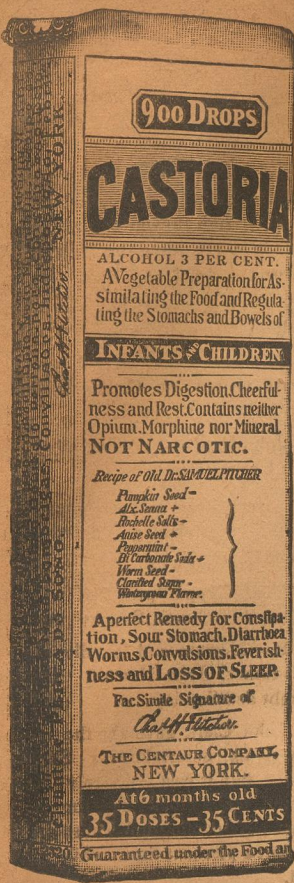 900 DROPS
CASTORIA
ALCOHOL 3 PER CENT.
A Vegetable Preparation for As-
similating the Food and Regula-
ting the Stomachs and Bowels of
INFANTS AND CHILDREN
Promotes Digestion, Cheerful-
ness and Rest. Contains neither
Opium, Morphine nor Mineral
NOT NARCOTIC.
Recipe of Old Dr. SAMUEL PITCHER
Pumpkin Seed -
Alx. Senna +
Rochelle Salts -
Anise Seed +
Peppermint -
Bi Carbonate Soda +
Worm Seed -
Clarified Sugar -
Wintergreen Flavor.
A perfect Remedy for Constipa-
tion, Sour Stomach, Diarrhoea
Worms, Convulsions, Feverish-
ness and LOSS OF SLEEP.
Fac Simile Signature of
Chas. H. Fletcher.
THE CENTAUR COMPANY,
NEW YORK.
At 6 months old
35 DOSES - 35 CENTS
Guaranteed under the Food an
Chas. H. Fletcher.
NEW YORK